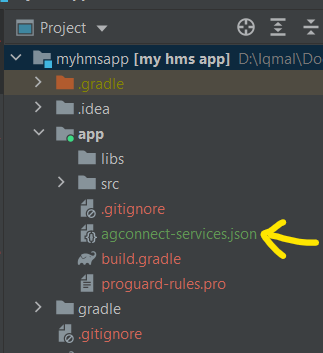 Project
myhmsapp [my hms app] D:\Iqmal\Do
.gradle
.idea
app
libs
src
.gitignore
agconnect-services.json
build.gradle
proguard-rules.pro
gradle
.gitignore